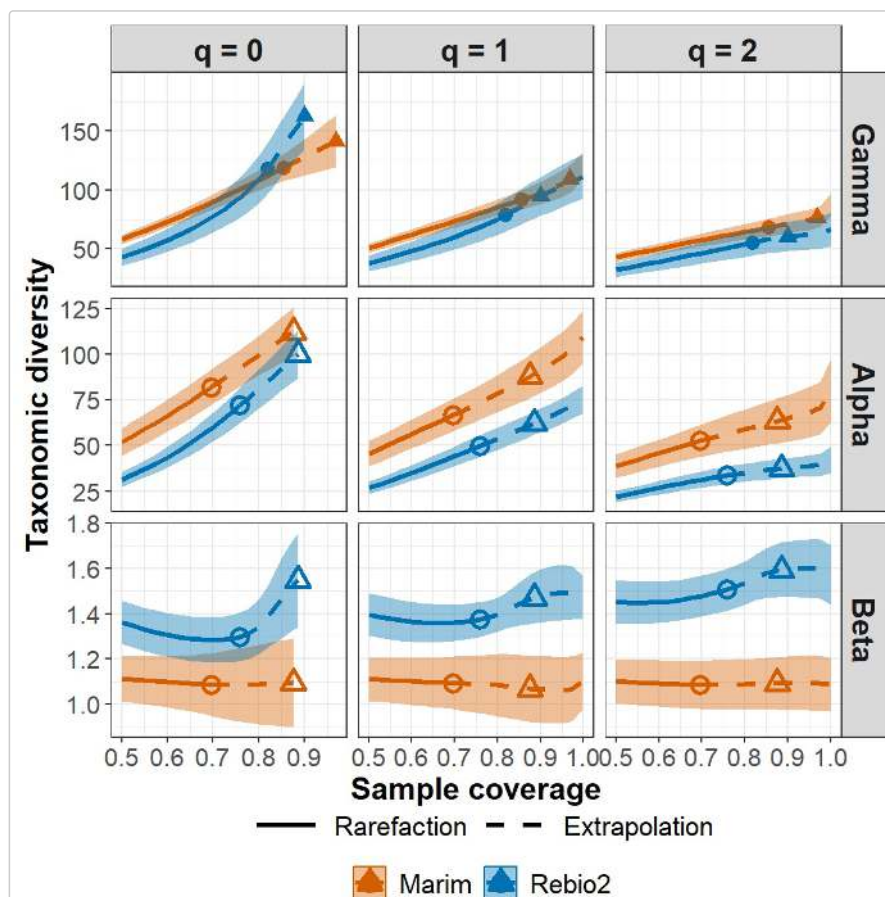 q = 0 q = 1 q = 2
150
100
50
Gamma
Taxonomic diversity
125
100
75
50
25
Alpha
1.8
1.6
1.4
1.2
1.0
Beta
0.5 0.6 0.7 0.8 0.9 0.5 0.6 0.7 0.8 0.9 1.0 0.5 0.6 0.7 0.8 0.9 1.0
Sample coverage
Rarefaction Extrapolation
Marim Rebio2